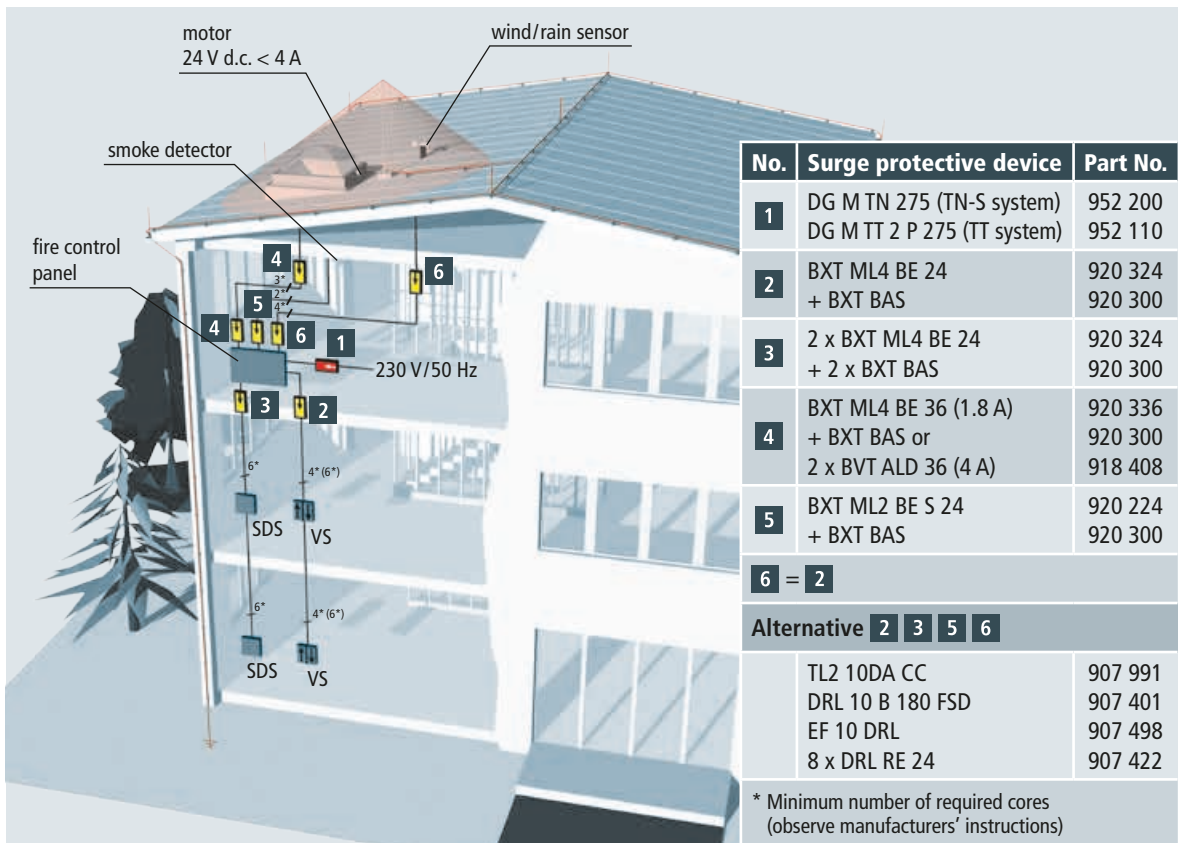 motor
24 V d.c. < 4 A
wind/rain sensor
smoke detector
fire control
panel
4
3*
6
5
2*
4*
4
6
1
230 V/50 Hz
3
2
6*
4* (6*)
SDS
VS
6*
4* (6*)
SDS
VS
No. Surge protective device Part No.
1
DG M TN 275 (TN-S system) 952 200
DG M TT 2 P 275 (TT system) 952 110
2
BXT ML4 BE 24 920 324
+ BXT BAS 920 300
3
2 x BXT ML4 BE 24 920 324
+ 2 x BXT BAS 920 300
4
BXT ML4 BE 36 (1.8 A) 920 336
+ BXT BAS or 920 300
2 x BVT ALD 36 (4 A) 918 408
5
BXT ML2 BE S 24 920 224
+ BXT BAS 920 300
6 = 2
Alternative 2 3 5 6
TL2 10DA CC 907 991
DRL 10 B 180 FSD 907 401
EF 10 DRL 907 498
8 x DRL RE 24 907 422
* Minimum number of required cores
(observe manufacturers’ instructions)